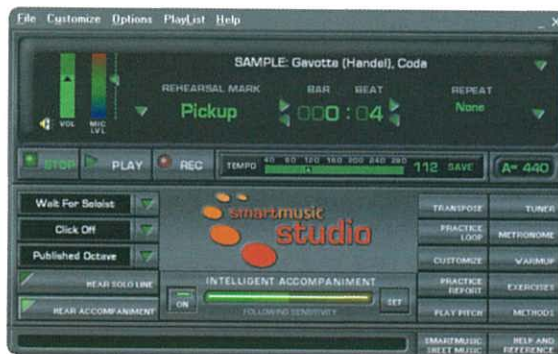 File Customize Options PlayList Help
SAMPLE: Gavotte (Handel), Coda
REHEARSAL MARK BAR BEAT REPEAT
Pickup 000:04 None
VOL MIC LVL
STOP PLAY REC TEMPO 40 80 120 160 200 240 280 112 SAVE A= 440
Wait For Soloist
Click Off
Published Octave
HEAR SOLO LINE
HEAR ACCOMPANIMENT
smartmusic
studio
INTELLIGENT ACCOMPANIMENT
ON SET
FOLLOWING SENSITIVITY
TRANSPOSE TUNER
PRACTICE LOOP METRONOME
CUSTOMIZE WARMUP
PRACTICE REPORT EXERCISES
PLAY PITCH METHODS
SMARTMUSIC SHEET MUSIC HELP AND REFERENCE